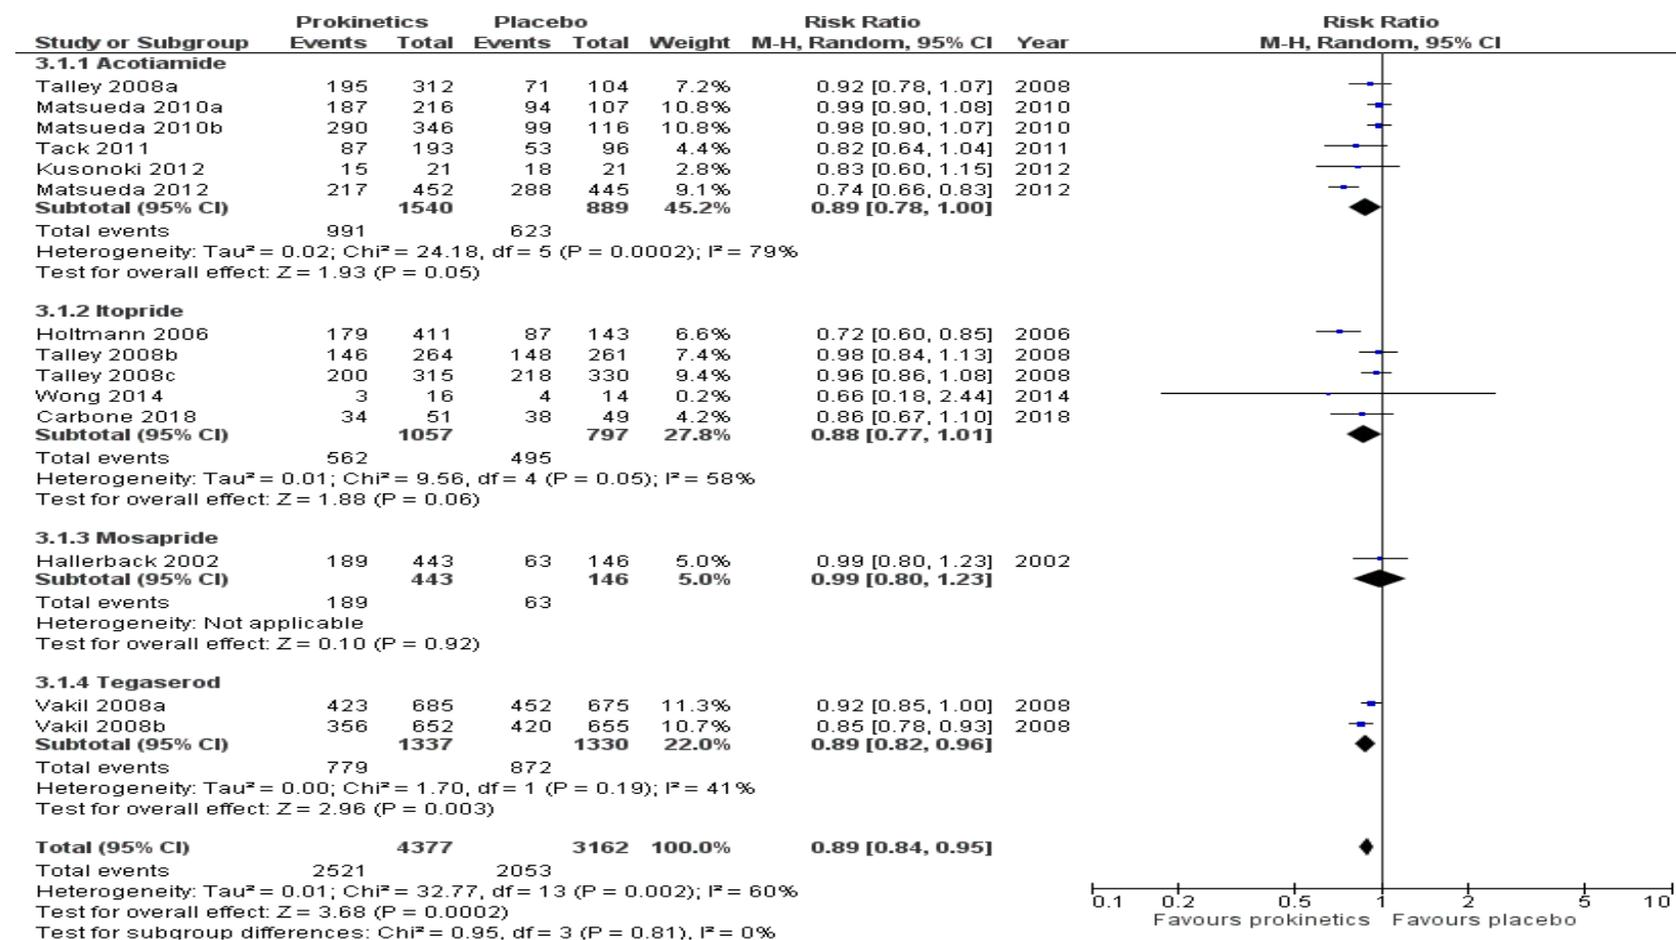 Prokinetics Placebo Risk Ratio Risk Ratio
Study or Subgroup Events Total Events Total Weight M-H, Random, 95% CI Year M-H, Random, 95% CI
3.1.1 Acotiamide
Talley 2008a 195 312 71 104 7.2% 0.92 [0.78, 1.07] 2008
Matsueda 2010a 187 216 94 107 10.8% 0.99 [0.90, 1.08] 2010
Matsueda 2010b 290 346 99 116 10.8% 0.98 [0.90, 1.07] 2010
Tack 2011 87 193 53 96 4.4% 0.82 [0.64, 1.04] 2011
Kusonoki 2012 15 21 18 21 2.8% 0.83 [0.60, 1.15] 2012
Matsueda 2012 217 452 288 445 9.1% 0.74 [0.66, 0.83] 2012
Subtotal (95% CI) 1540 889 45.2% 0.89 [0.78, 1.00]
Total events 991 623
Heterogeneity: Tau² = 0.02; Chi² = 24.18, df = 5 (P = 0.0002); I² = 79%
Test for overall effect: Z = 1.93 (P = 0.05)
3.1.2 Itopride
Holtmann 2006 179 411 87 143 6.6% 0.72 [0.60, 0.85] 2006
Talley 2008b 146 264 148 261 7.4% 0.98 [0.84, 1.13] 2008
Talley 2008c 200 315 218 330 9.4% 0.96 [0.86, 1.08] 2008
Wong 2014 3 16 4 14 0.2% 0.66 [0.18, 2.44] 2014
Carbone 2018 34 51 38 49 4.2% 0.86 [0.67, 1.10] 2018
Subtotal (95% CI) 1057 797 27.8% 0.88 [0.77, 1.01]
Total events 562 495
Heterogeneity: Tau² = 0.01; Chi² = 9.56, df = 4 (P = 0.05); I² = 58%
Test for overall effect: Z = 1.88 (P = 0.06)
3.1.3 Mosapride
Hallerback 2002 189 443 63 146 5.0% 0.99 [0.80, 1.23] 2002
Subtotal (95% CI) 443 146 5.0% 0.99 [0.80, 1.23]
Total events 189 63
Heterogeneity: Not applicable
Test for overall effect: Z = 0.10 (P = 0.92)
3.1.4 Tegaserod
Vakil 2008a 423 685 452 675 11.3% 0.92 [0.85, 1.00] 2008
Vakil 2008b 356 652 420 655 10.7% 0.85 [0.78, 0.93] 2008
Subtotal (95% CI) 1337 1330 22.0% 0.89 [0.82, 0.96]
Total events 779 872
Heterogeneity: Tau² = 0.00; Chi² = 1.70, df = 1 (P = 0.19); I² = 41%
Test for overall effect: Z = 2.96 (P = 0.003)
Total (95% CI) 4377 3162 100.0% 0.89 [0.84, 0.95]
Total events 2521 2053
Heterogeneity: Tau² = 0.01; Chi² = 32.77, df = 13 (P = 0.002); I² = 60%
Test for overall effect: Z = 3.68 (P = 0.0002)
Test for subgroup differences: Chi² = 0.95, df = 3 (P = 0.81), I² = 0%
0.1 0.2 0.5 1 2 5 10
Favours prokinetics Favours placebo